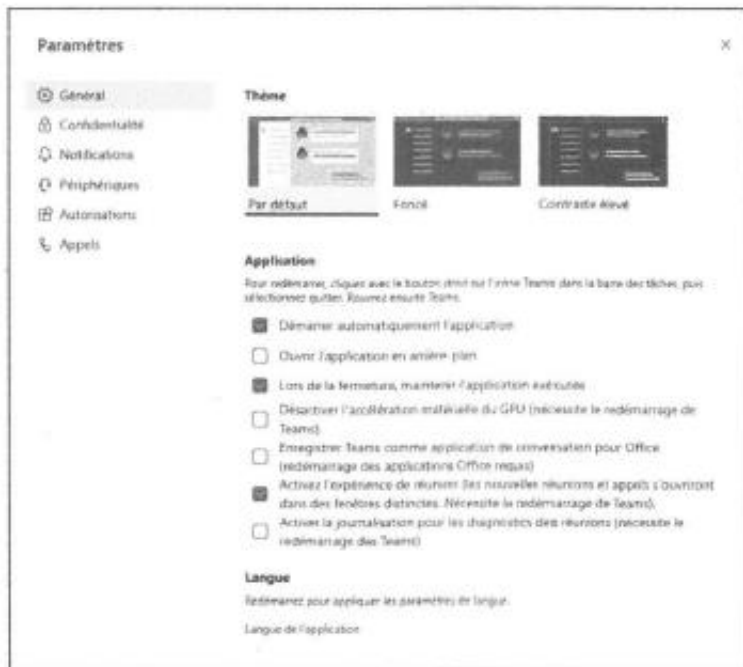 Paramètres
Général
Confidentialité
Notifications
Périphériques
Autorisations
Appels
Thème
Par défaut
Foncé
Contraste élevé
Application
Pour redémarrer, cliquez avec le bouton droit sur l'icône Teams dans la barre des tâches, puis
sélectionnez quitter. Rouvrez ensuite Teams.
Démarrer automatiquement l'application
Ouvrir l'application en arrière-plan
Lors de la fermeture, maintenir l'application exécutée
Désactiver l'accélération matérielle du GPU (nécessite le redémarrage de
Teams).
Enregistrer Teams comme application de conversation pour Office
(redémarrage des applications Office requis)
Activez l'expérience de réunion (les nouvelles réunions et appels s'ouvriront
dans des fenêtres distinctes. Nécessite le redémarrage de Teams).
Activer la journalisation pour les diagnostics des réunions (nécessite le
redémarrage des Teams)
Langue
Redémarrez pour appliquer les paramètres de langue.
Langue de l'application